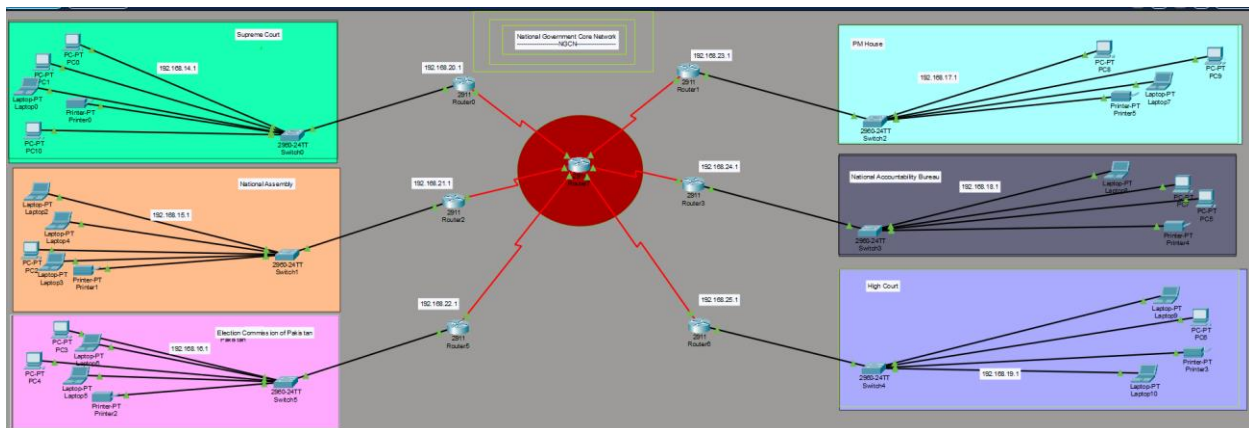 National Government Core Network
NGCN
Supreme Court
PC-PT
PC0
192.168.14.1
PC-PT
PC1
Laptop-PT
Laptop0
Printer-PT
Printer0
PC-PT
PC10
2960-24TT
Switch0
192.168.20.1
2811
Router0
National Assembly
Laptop-PT
Laptop2
192.168.15.1
Laptop-PT
Laptop4
PC-PT
PC2
Laptop-PT
Laptop3
Printer-PT
Printer1
2960-24TT
Switch1
192.168.21.1
2811
Router2
Election Commission of Pakistan
Pakistan
PC-PT
PC3
192.168.16.1
Laptop-PT
PC-PT
PC4
Laptop-PT
Laptop5
Printer-PT
Printer2
2960-24TT
Switch5
192.168.22.1
2811
Router5
192.168.23.1
2811
Router1
PM House
PC-PT
PC8
PC-PT
PC9
192.168.17.1
Laptop-PT
Laptop7
Printer-PT
Printer5
2960-24TT
Switch2
192.168.24.1
2811
Router3
National Accountability Bureau
192.168.18.1
Laptop-PT
PC-PT
PC-PT
PC5
Printer-PT
Printer4
2960-24TT
Switch3
192.168.25.1
2811
Router6
High Court
Laptop-PT
Laptop9
PC-PT
PC6
Printer-PT
Printer3
192.168.19.1
Laptop-PT
Laptop10
2960-24TT
Switch4